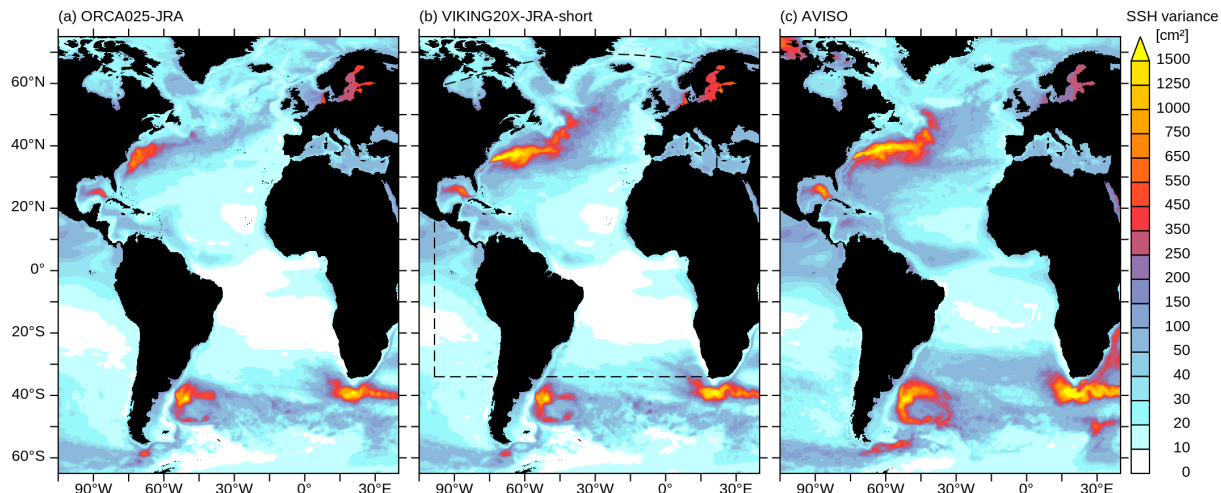 (a) ORCA025-JRA
(b) VIKING20X-JRA-short
(c) AVISO
SSH variance
[cm²]
60°N
40°N
20°N
0°
20°S
40°S
60°S
1500
1250
1000
750
650
550
450
350
250
200
150
100
50
40
30
20
10
0
90°W 60°W 30°W 0° 30°E
90°W 60°W 30°W 0° 30°E
90°W 60°W 30°W 0° 30°E